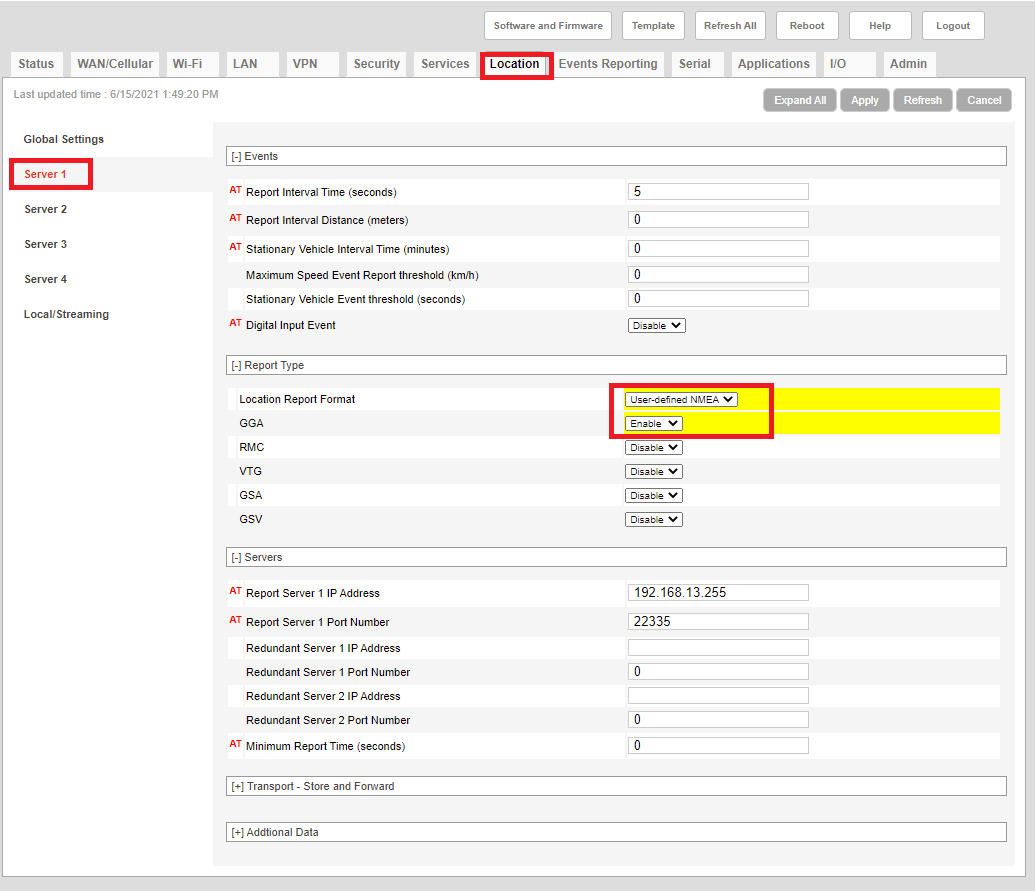 Software and Firmware Template Refresh All Reboot Help Logout
Status WAN/Cellular Wi-Fi LAN VPN Security Services Location Events Reporting Serial Applications I/O Admin
Last updated time : 6/15/2021 1:49:20 PM
Expand All Apply Refresh Cancel
Global Settings
Server 1
Server 2
Server 3
Server 4
Local/Streaming
[-] Events
AT Report Interval Time (seconds) 5
AT Report Interval Distance (meters) 0
AT Stationary Vehicle Interval Time (minutes) 0
Maximum Speed Event Report threshold (km/h) 0
Stationary Vehicle Event threshold (seconds) 0
AT Digital Input Event Disable
[-] Report Type
Location Report Format User-defined NMEA
GGA Enable
RMC Disable
VTG Disable
GSA Disable
GSV Disable
[-] Servers
AT Report Server 1 IP Address 192.168.13.255
AT Report Server 1 Port Number 22335
Redundant Server 1 IP Address
Redundant Server 1 Port Number 0
Redundant Server 2 IP Address
Redundant Server 2 Port Number 0
AT Minimum Report Time (seconds) 0
[+] Transport - Store and Forward
[+] Addtional Data